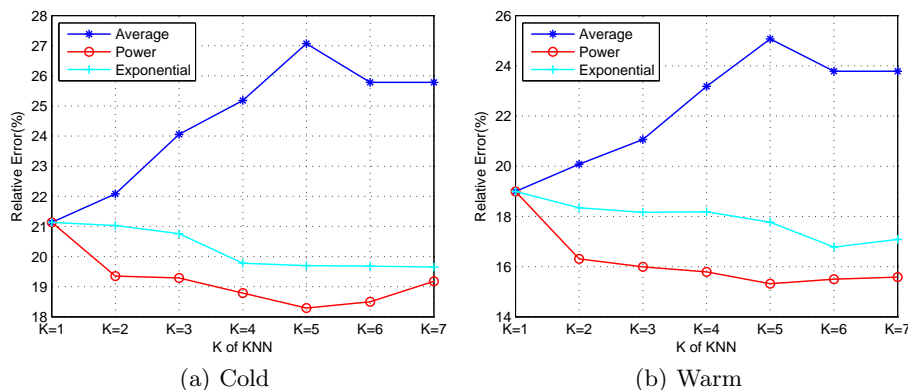 28
27
26
25
24
23
22
21
20
19
18
Relative Error(%)
Average
Power
Exponential
K=1 K=2 K=3 K=4 K=5 K=6 K=7
K of KNN
(a) Cold
26
24
22
20
18
16
14
Relative Error(%)
Average
Power
Exponential
K=1 K=2 K=3 K=4 K=5 K=6 K=7
K of KNN
(b) Warm